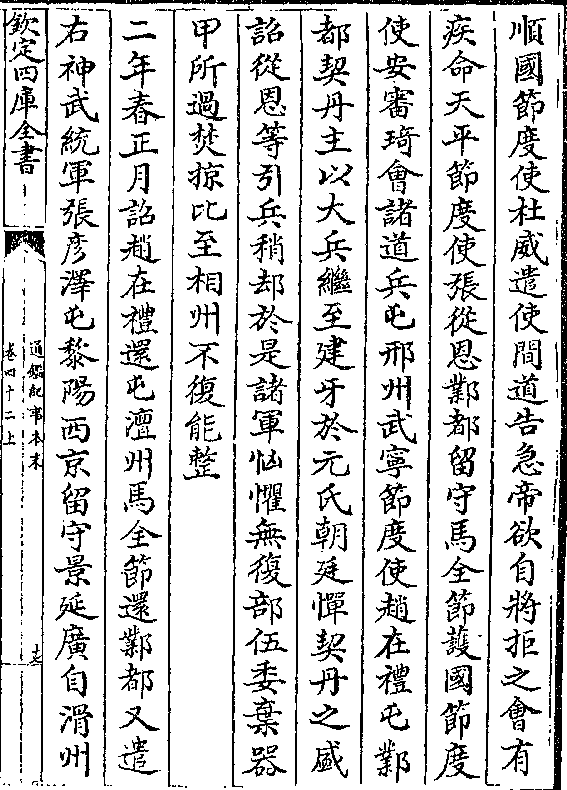 順國節度使杜威遣使間道告急帝欲自將拒之會有
疾命天平節度使張從恩鄴都留守馬全節護國節度
使安審琦會諸道兵屯邢州武寧節度使趙在禮屯鄴
都契丹主以大兵繼至建牙於元氏朝廷憚契丹之盛
詔從恩等引兵稍却於是諸軍恟懼無復部伍委棄器
甲所過焚掠比至相州不復能整
二年春正月詔趙在禮還屯澶州馬全節還鄴都又遣
右神武統軍張彦澤屯黎陽西京留守景延廣自滑州
欽定四庫全書
通鑑紀事本末
卷四十二上
十七